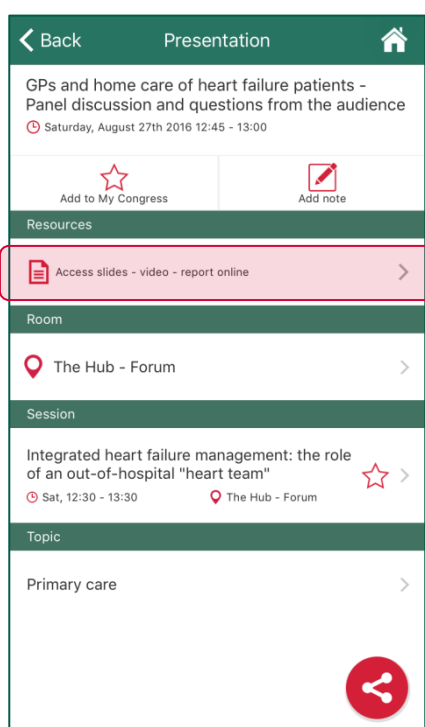 Back Presentation
GPs and home care of heart failure patients -
Panel discussion and questions from the audience
Saturday, August 27th 2016 12:45 - 13:00
Add to My Congress Add note
Resources
Access slides - video - report online
Room
The Hub - Forum
Session
Integrated heart failure management: the role
of an out-of-hospital "heart team"
Sat, 12:30 - 13:30 The Hub - Forum
Topic
Primary care